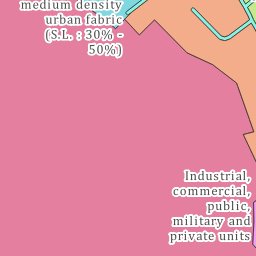 medium density
urban fabric
(S.L. : 30% -
50%)
Industrial,
commercial,
public,
military and
private units